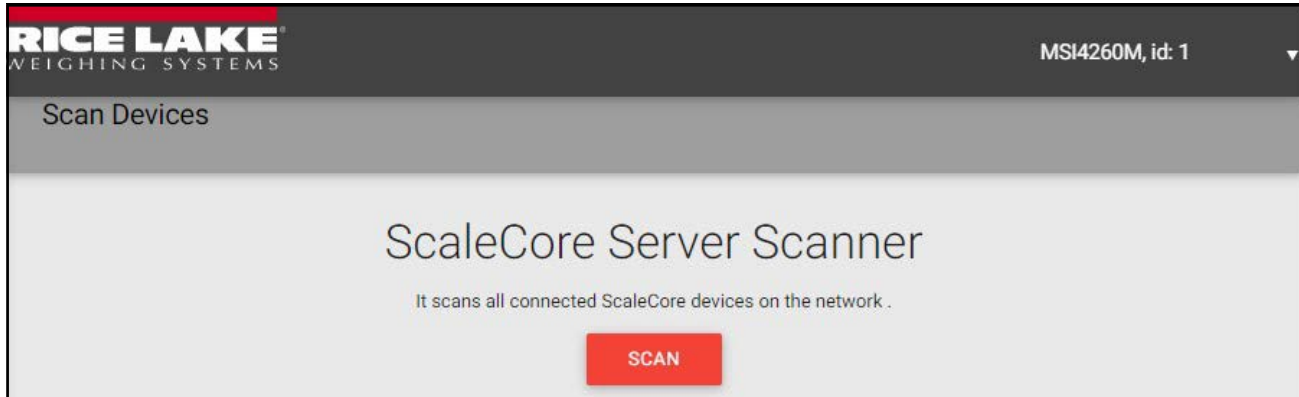 RICE LAKE®
WEIGHING SYSTEMS
MSI4260M, id: 1
Scan Devices
ScaleCore Server Scanner
It scans all connected ScaleCore devices on the network .
SCAN